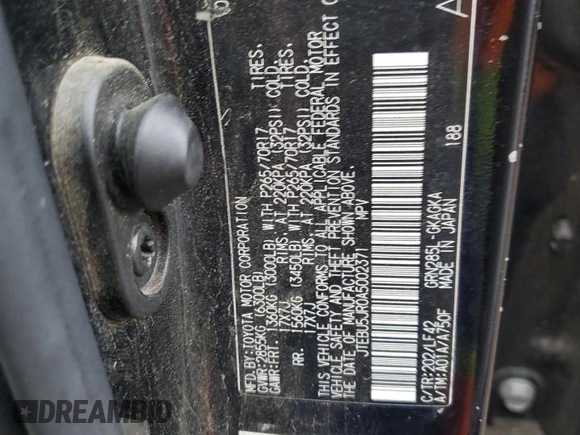 MFD.BY:TOYOTA MOTOR CORPORATION
GVWR:2855KG (6300LB)
GAWR:FRT. 1360KG (3000LB) WITH P265/70R17 TIRES.
17X7J RIMS, AT 220KPA (32PSI) COLD.
RR. 1560KG (3450LB) WITH P265/70R17 TIRES.
17X7J RIMS, AT 220KPA (32PSI) COLD.
THIS VEHICLE CONFORMS TO ALL APPLICABLE FEDERAL MOTOR
VEHICLE SAFETY AND THEFT PREVENTION STANDARDS IN EFFECT
ON THE DATE OF MANUFACTURE SHOWN ABOVE.
JTEBU5JR0A5002371 MPV
188
C/TR:202/LF42 GRN285L-GKAGKA
A/TM:A01A/A750F MADE IN JAPAN
DREAMBID